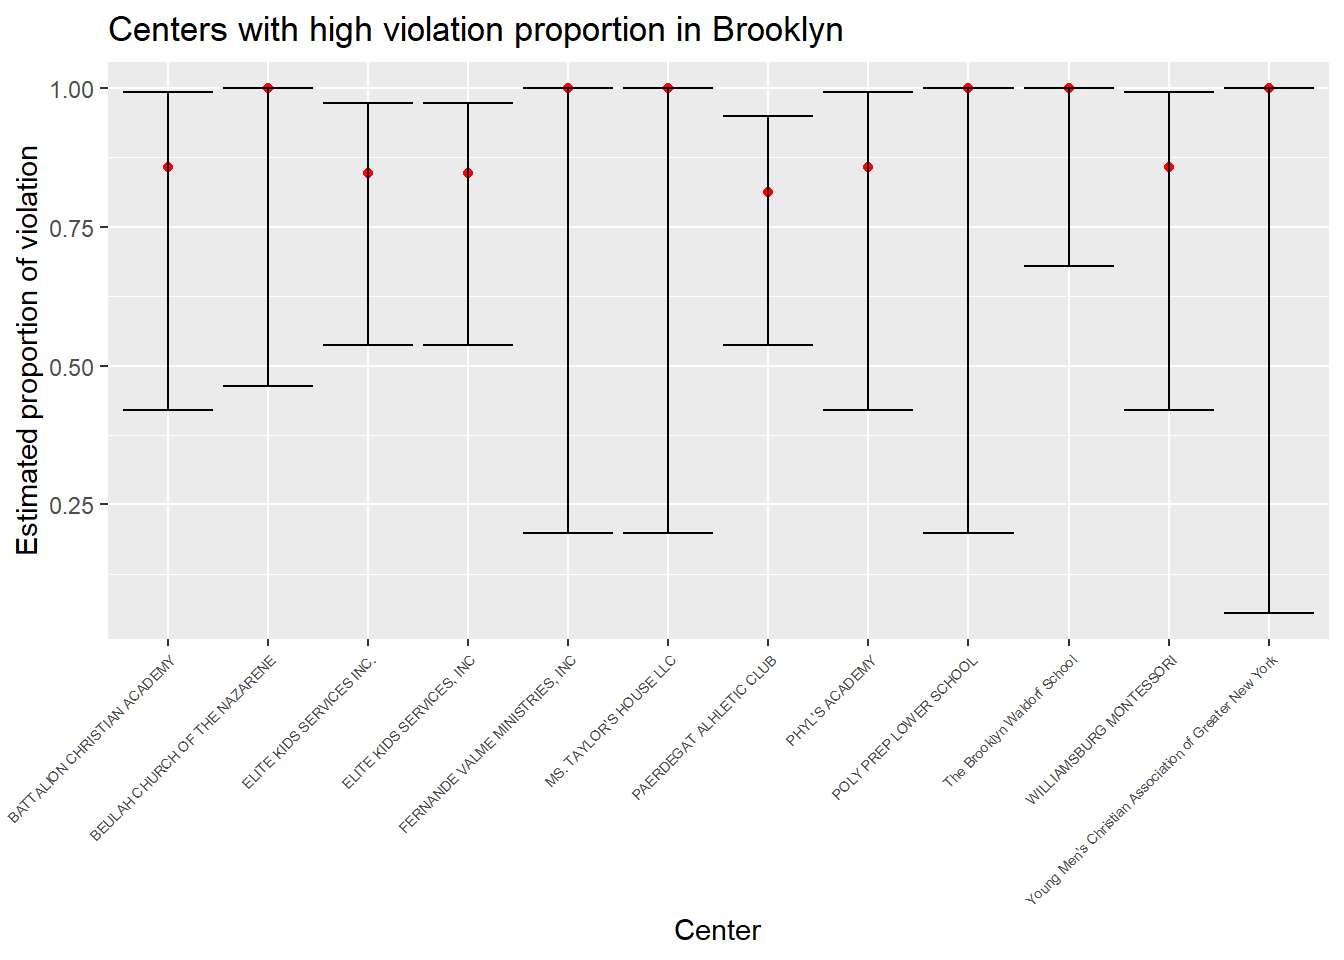 Centers with high violation proportion in Brooklyn
Estimated proportion of violation
1.00
0.75
0.50
0.25
BATTALION CHRISTIAN ACADEMY
BEULAH CHURCH OF THE NAZARENE
ELITE KIDS SERVICES INC.
ELITE KIDS SERVICES, INC
FERNANDE VALME MINISTRIES, INC
MS. TAYLOR'S HOUSE LLC
PAERDEGAT ALHLETIC CLUB
PHYL'S ACADEMY
POLY PREP LOWER SCHOOL
The Brooklyn Waldorf School
WILLIAMSBURG MONTESSORI
Young Men's Christian Association of Greater New York
Center